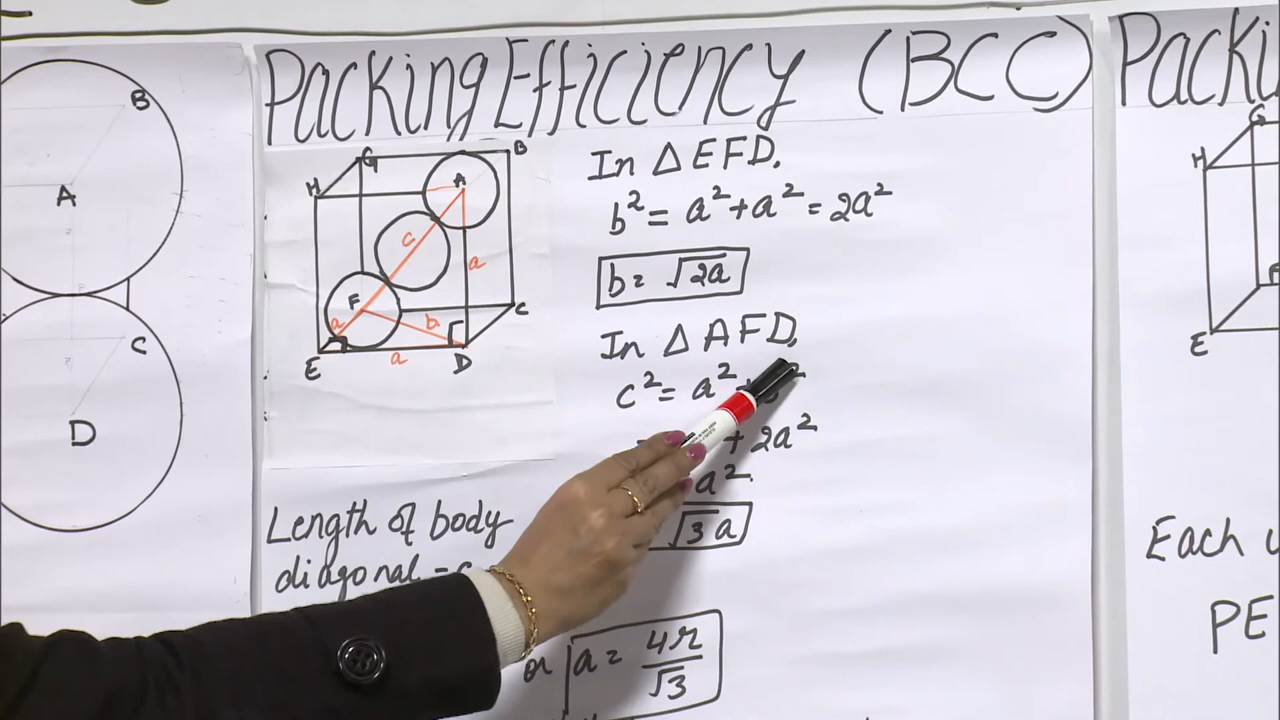 Packing Efficiency (BCC)
Packi
B
A
C
D
G
B
H
A
c
a
F
a
b
C
E
a
D
In △ EFD,
b² = a² + a² = 2a²
b = √2a
In △ AFD,
c² = a²
+ 2a²
a²
√3 a
Length of body
diagonal = c
or a = 4r/√3
G
H
E
Each
PE